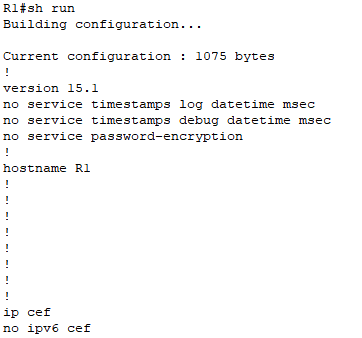 R1#sh run
Building configuration...

Current configuration : 1075 bytes
!
version 15.1
no service timestamps log datetime msec
no service timestamps debug datetime msec
no service password-encryption
!
hostname R1
!
!
!
!
!
!
!
!
ip cef
no ipv6 cef